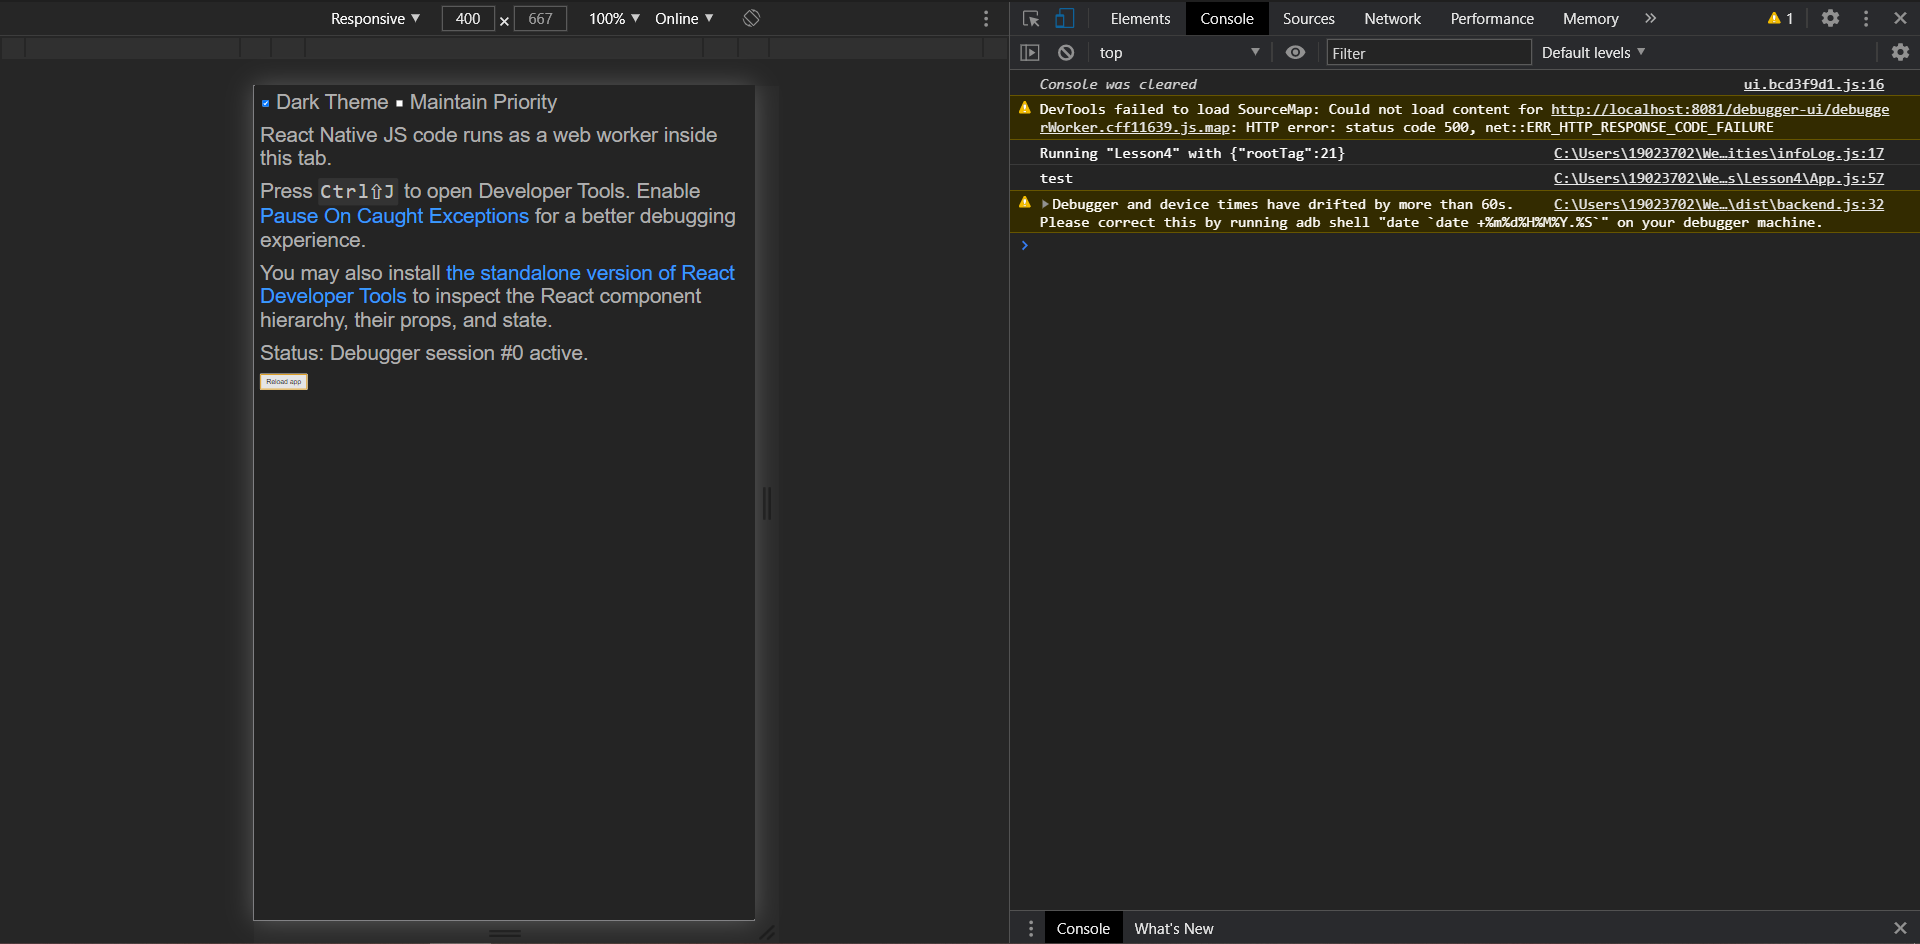 Responsive ▼ 400 × 667 100% ▼ Online ▼
Dark Theme Maintain Priority
React Native JS code runs as a web worker inside
this tab.
Press Ctrl⇧J to open Developer Tools. Enable
Pause On Caught Exceptions for a better debugging
experience.
You may also install the standalone version of React
Developer Tools to inspect the React component
hierarchy, their props, and state.
Status: Debugger session #0 active.
Reload app
Elements Console Sources Network Performance Memory » 1
top ▼ Filter Default levels ▼
Console was cleared ui.bcd3f9d1.js:16
DevTools failed to load SourceMap: Could not load content for http://localhost:8081/debugger-ui/debugge
rWorker.cff11639.js.map: HTTP error: status code 500, net::ERR_HTTP_RESPONSE_CODE_FAILURE
Running "Lesson4" with {"rootTag":21} C:\Users\19023702\We…ities\infoLog.js:17
test C:\Users\19023702\We…s\Lesson4\App.js:57
▶Debugger and device times have drifted by more than 60s. C:\Users\19023702\We…\dist\backend.js:32
Please correct this by running adb shell "date `date +%m%d%H%M%Y.%S`" on your debugger machine.
Console What's New